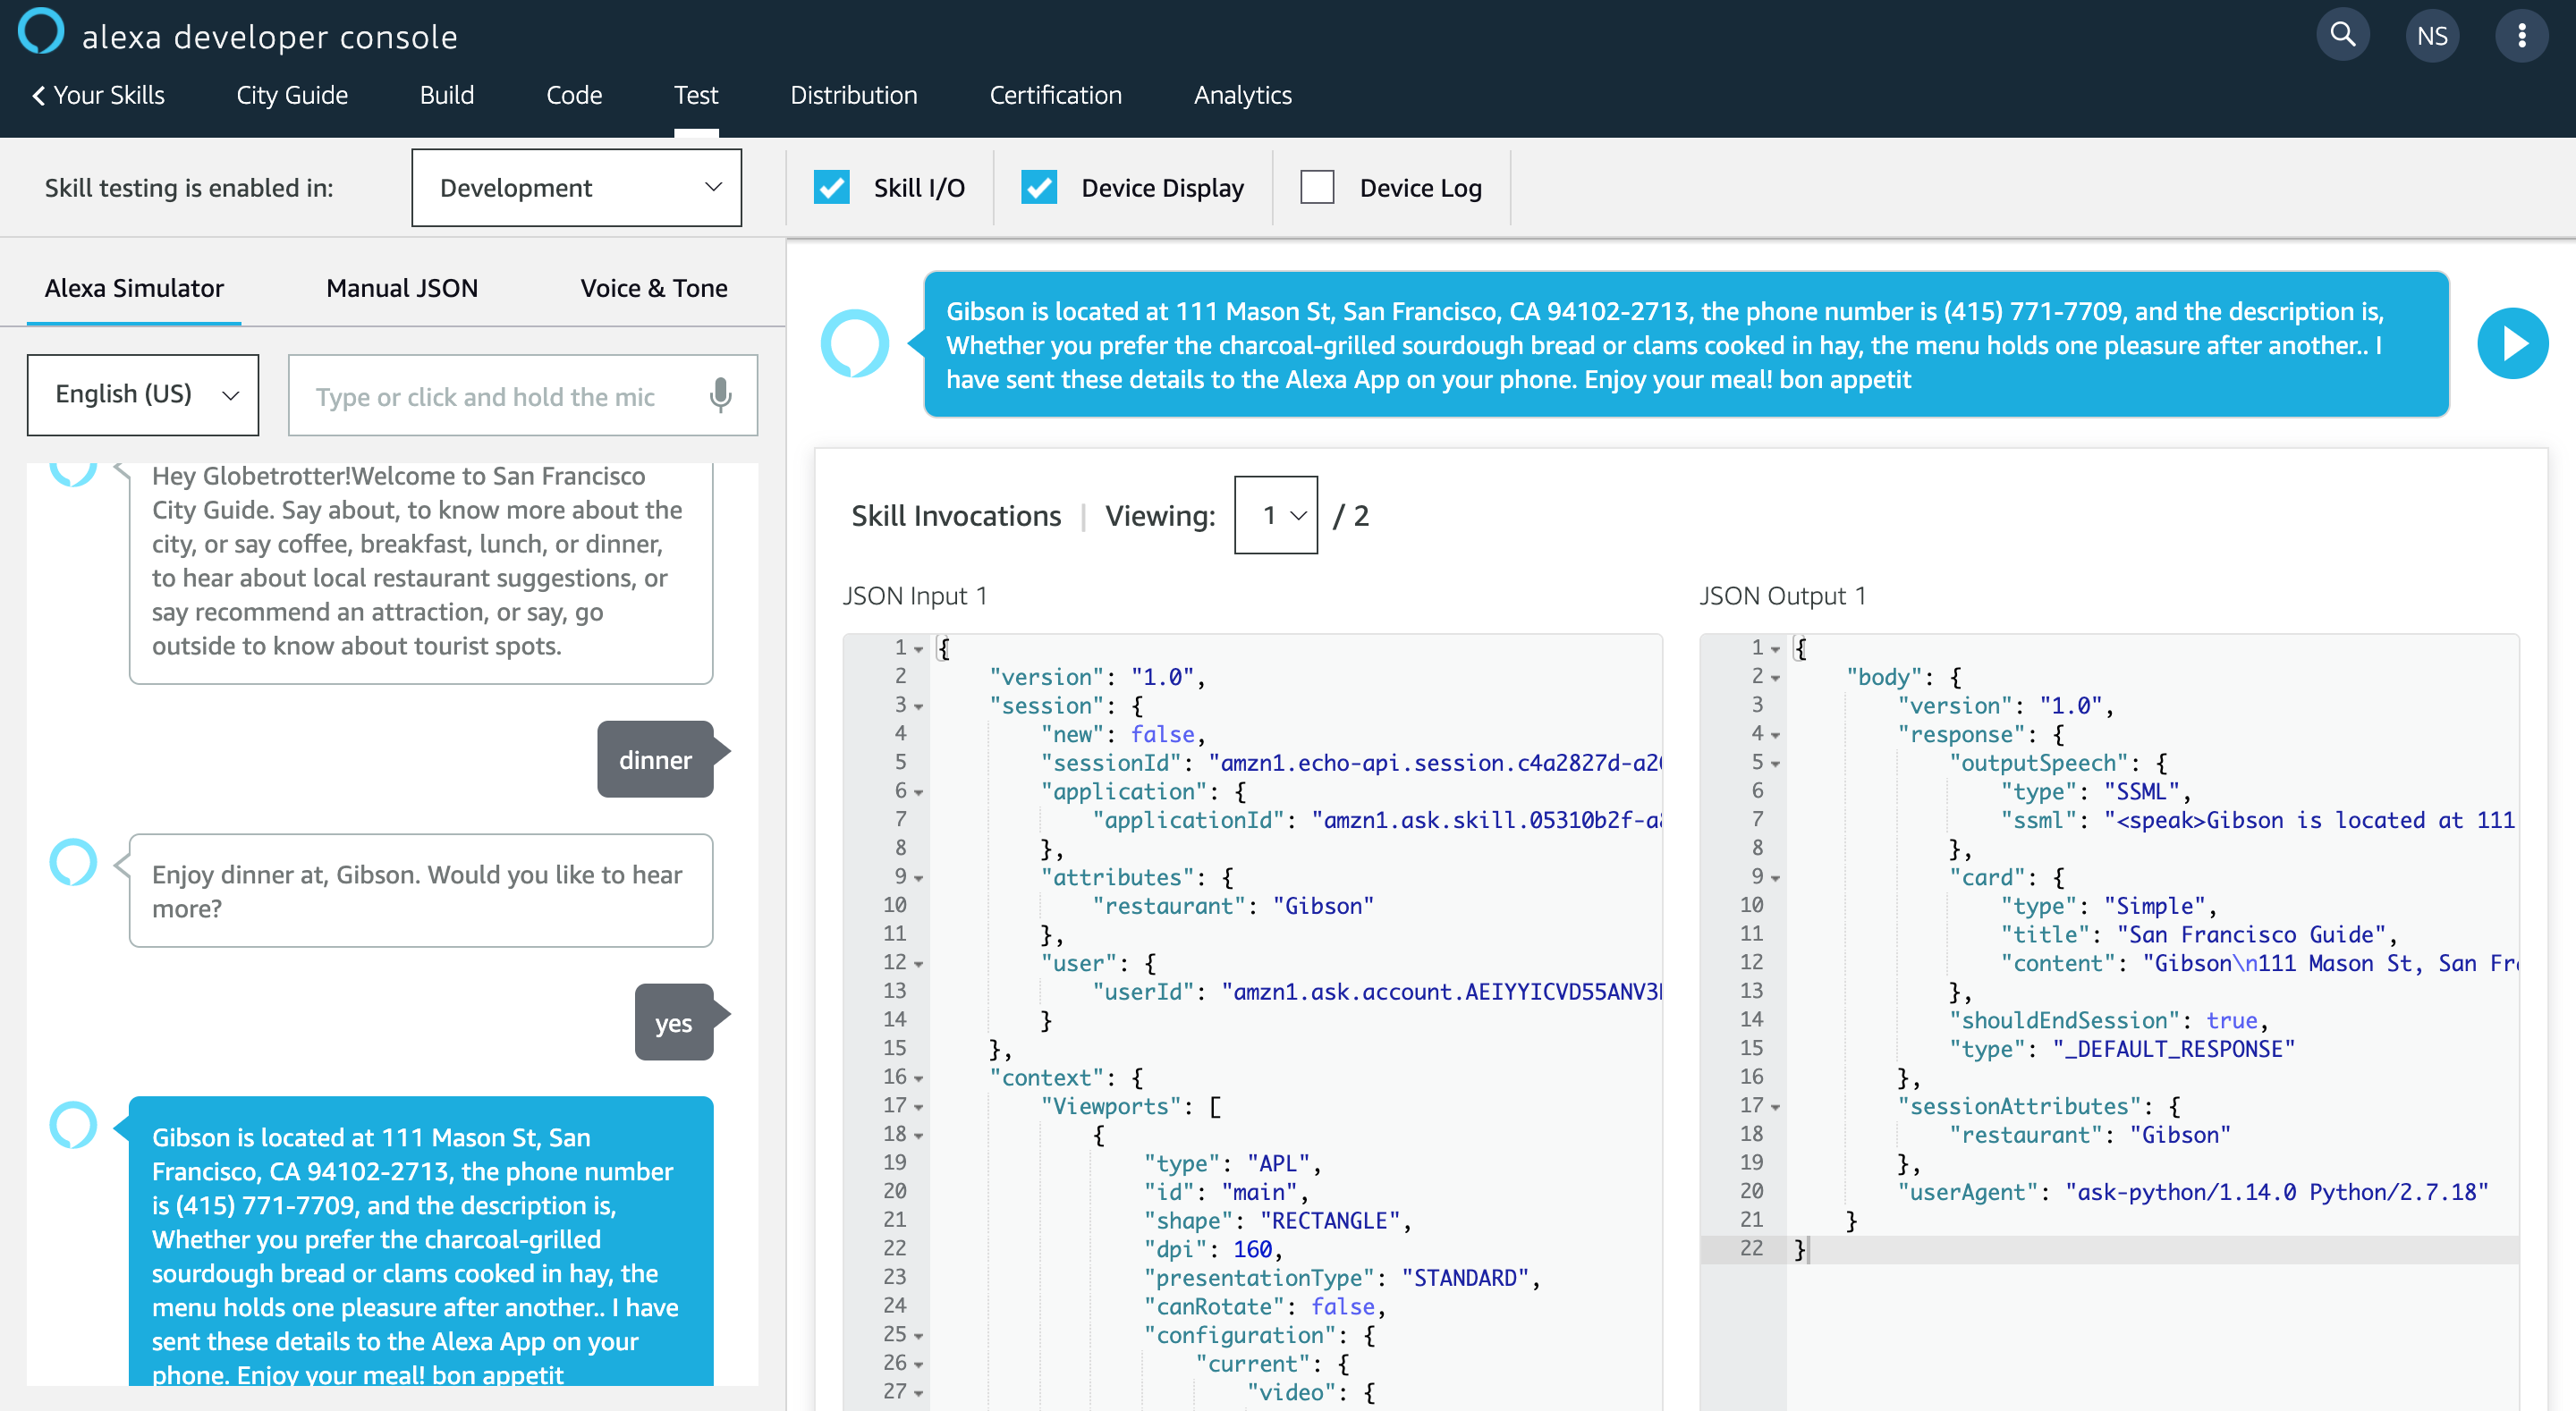 alexa developer console
NS
Your Skills City Guide Build Code Test Distribution Certification Analytics
Skill testing is enabled in: Development Skill I/O Device Display Device Log
Alexa Simulator Manual JSON Voice & Tone
English (US) Type or click and hold the mic
Hey Globetrotter!Welcome to San Francisco
City Guide. Say about, to know more about the
city, or say coffee, breakfast, lunch, or dinner,
to hear about local restaurant suggestions, or
say recommend an attraction, or say, go
outside to know about tourist spots.
dinner
Enjoy dinner at, Gibson. Would you like to hear
more?
yes
Gibson is located at 111 Mason St, San
Francisco, CA 94102-2713, the phone number
is (415) 771-7709, and the description is,
Whether you prefer the charcoal-grilled
sourdough bread or clams cooked in hay, the
menu holds one pleasure after another.. I have
sent these details to the Alexa App on your
phone. Enjoy your meal! bon appetit
Gibson is located at 111 Mason St, San Francisco, CA 94102-2713, the phone number is (415) 771-7709, and the description is,
Whether you prefer the charcoal-grilled sourdough bread or clams cooked in hay, the menu holds one pleasure after another.. I
have sent these details to the Alexa App on your phone. Enjoy your meal! bon appetit
Skill Invocations | Viewing: 1 / 2
JSON Input 1
1 {
2 "version": "1.0",
3 "session": {
4 "new": false,
5 "sessionId": "amzn1.echo-api.session.c4a2827d-a2
6 "application": {
7 "applicationId": "amzn1.ask.skill.05310b2f-a
8 },
9 "attributes": {
10 "restaurant": "Gibson"
11 },
12 "user": {
13 "userId": "amzn1.ask.account.AEIYYICVD55ANV3
14 }
15 },
16 "context": {
17 "Viewports": [
18 {
19 "type": "APL",
20 "id": "main",
21 "shape": "RECTANGLE",
22 "dpi": 160,
23 "presentationType": "STANDARD",
24 "canRotate": false,
25 "configuration": {
26 "current": {
27 "video": {
JSON Output 1
1 {
2 "body": {
3 "version": "1.0",
4 "response": {
5 "outputSpeech": {
6 "type": "SSML",
7 "ssml": "<speak>Gibson is located at 111
8 },
9 "card": {
10 "type": "Simple",
11 "title": "San Francisco Guide",
12 "content": "Gibson\n111 Mason St, San Fr
13 },
14 "shouldEndSession": true,
15 "type": "_DEFAULT_RESPONSE"
16 },
17 "sessionAttributes": {
18 "restaurant": "Gibson"
19 },
20 "userAgent": "ask-python/1.14.0 Python/2.7.18"
21 }
22 }